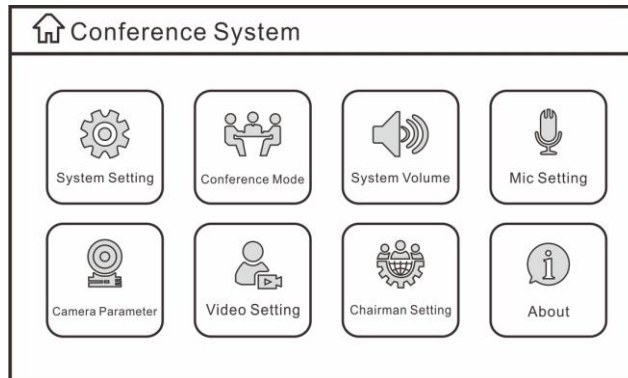 Conference System
System Setting
Conference Mode
System Volume
Mic Setting
Camera Parameter
Video Setting
Chairman Setting
About